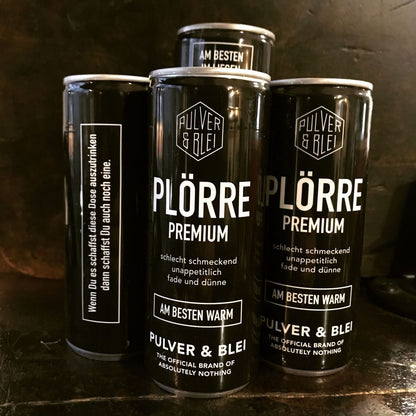 AM BESTEN
IM LIEGEN
Wenn Du es schaffst diese Dose auszutrinken
dann schaffst Du auch noch eine.
PULVER
& BLEI
PLÖRRE
PREMIUM
schlecht schmeckend
unappetitlich
fade und dünne
AM BESTEN WARM
PULVER & BLEI
THE OFFICIAL BRAND OF
ABSOLUTELY NOTHING
PULVER
& BLEI
PLÖRRE
PREMIUM
schlecht schmeckend
unappetitlich
fade und dünne
AM BESTEN WARM
PULVER & BLEI
THE OFFICIAL BRAND OF
ABSOLUTELY NOTHING